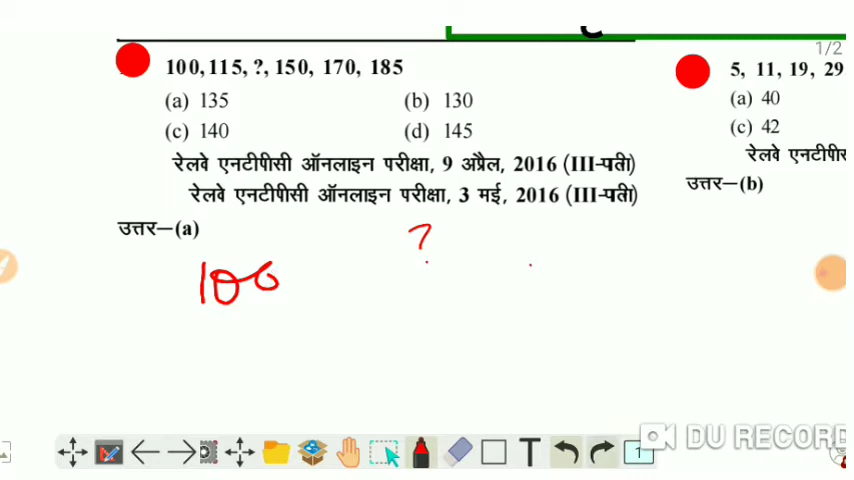 1/2
100, 115, ?, 150, 170, 185
(a) 135 (b) 130
(c) 140 (d) 145
रेलवे एनटीपीसी ऑनलाइन परीक्षा, 9 अप्रैल, 2016 (III-पाली)
रेलवे एनटीपीसी ऑनलाइन परीक्षा, 3 मई, 2016 (III-पाली)
उत्तर–(a)
?
100
5, 11, 19, 29
(a) 40
(c) 42
रेलवे
उत्तर–(b)
T 1
DU RECORD